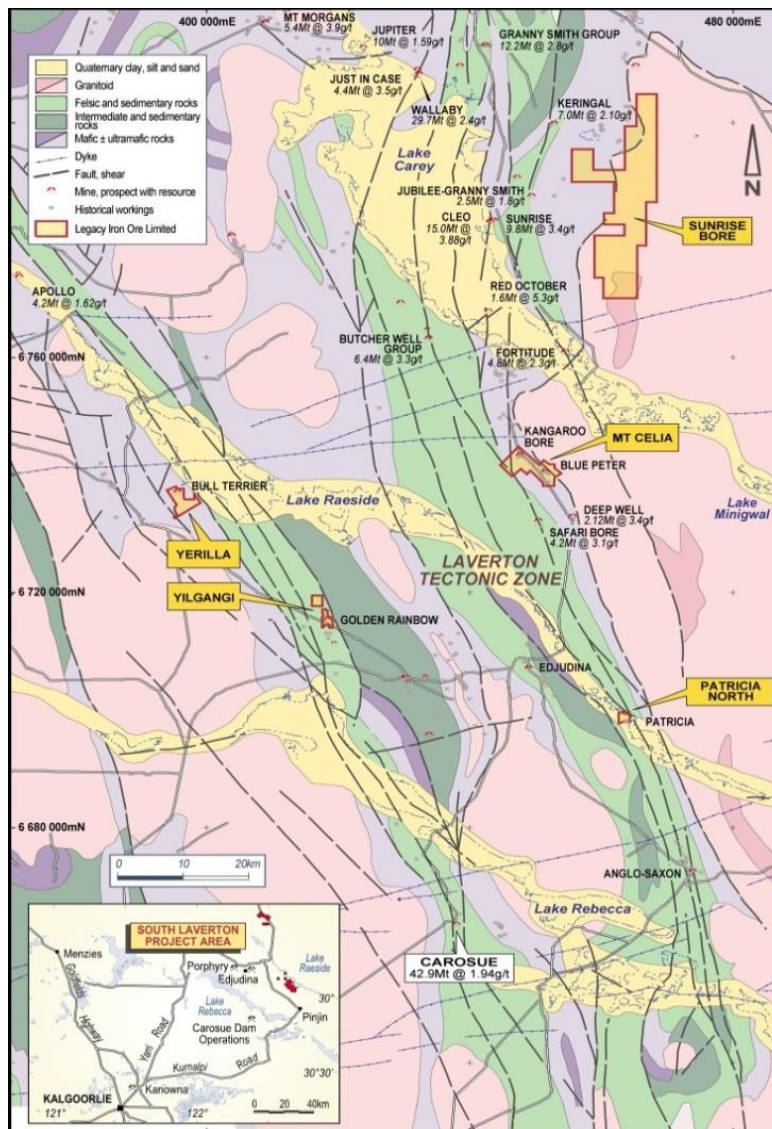 400 000mE
480 000mE
MT MORGANS
5.4Mt @ 3.9g/t
JUPITER
10Mt @ 1.59g/t
GRANNY SMITH GROUP
12.2Mt @ 2.8g/t
Quaternary clay, silt and sand
Granitoid
Felsic and sedimentary rocks
Intermediate and sedimentary
rocks
Mafic ± ultramafic rocks
Dyke
Fault, shear
Mine, prospect with resource
Historical workings
Legacy Iron Ore Limited
JUST IN CASE
4.4Mt @ 3.5g/t
WALLABY
29.7Mt @ 2.4g/t
KERINGAL
7.0Mt @ 2.10g/t
Lake
Carey
N
JUBILEE-GRANNY SMITH
2.5Mt @ 1.8g/t
CLEO
15.0Mt @
3.88g/t
SUNRISE
9.8Mt @ 3.4g/t
SUNRISE
BORE
APOLLO
4.2Mt @ 1.62g/t
RED OCTOBER
1.6Mt @ 5.3g/t
BUTCHER WELL
GROUP
6.4Mt @ 3.3g/t
6 760 000mN
FORTITUDE
4.8Mt @ 2.3g/t
KANGAROO
BORE
MT CELIA
BLUE PETER
BULL TERRIER
Lake Raeside
Lake
Minigwal
DEEP WELL
2.12Mt @ 3.4g/t
SAFARI BORE
4.2Mt @ 3.1g/t
YERILLA
LAVERTON
TECTONIC ZONE
6 720 000mN
YILGANGI
GOLDEN RAINBOW
EDJUDINA
PATRICIA
NORTH
PATRICIA
6 680 000mN
0 10 20km
ANGLO-SAXON
Lake Rebecca
CAROSUE
42.9Mt @ 1.94g/t
SOUTH LAVERTON
PROJECT AREA
Menzies
Porphyry
Edjudina
Lake
Raeside
30°
Goldfields
Highway
Yarri Road
Lake
Rebecca
Pinjin
Carosue Dam
Operations
Kurnalpi Road
30°30'
Kanowna
KALGOORLIE
121°
122°
0 20 40km